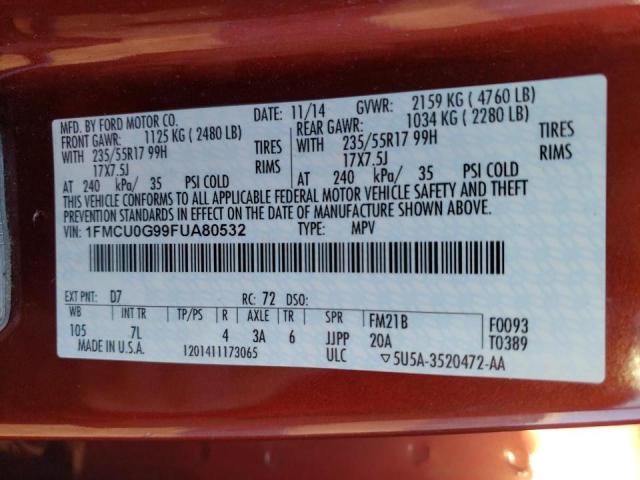 MFD. BY FORD MOTOR CO. DATE: 11/14 GVWR: 2159 KG ( 4760 LB)
FRONT GAWR: 1125 KG ( 2480 LB) REAR GAWR: 1034 KG ( 2280 LB)
WITH 235/55R17 99H TIRES WITH 235/55R17 99H TIRES
17X7.5J RIMS 17X7.5J RIMS
AT 240 kPa/ 35 PSI COLD AT 240 kPa/ 35 PSI COLD
THIS VEHICLE CONFORMS TO ALL APPLICABLE FEDERAL MOTOR VEHICLE SAFETY AND THEFT
PREVENTION STANDARDS IN EFFECT ON THE DATE OF MANUFACTURE SHOWN ABOVE.
VIN: 1FMCU0G99FUA80532 TYPE: MPV
EXT PNT: D7 RC: 72 DSO:
WB INT TR TP/PS R AXLE TR SPR FM21B F0093
105 7L 4 3A 6 JJPP 20A T0389
MADE IN U.S.A. 1201411173065 ULC ▽5U5A-3520472-AA